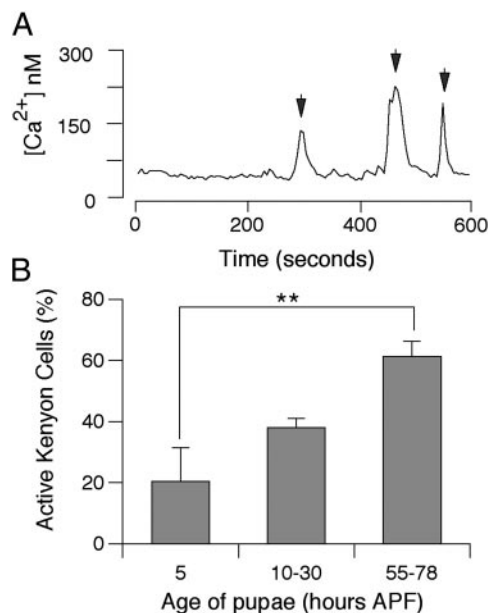 A
[Ca²⁺] nM
300
150
0
0
200
400
600
Time (seconds)
B
Active Kenyon Cells (%)
80
60
40
20
0
**
5
10-30
55-78
Age of pupae (hours APF)